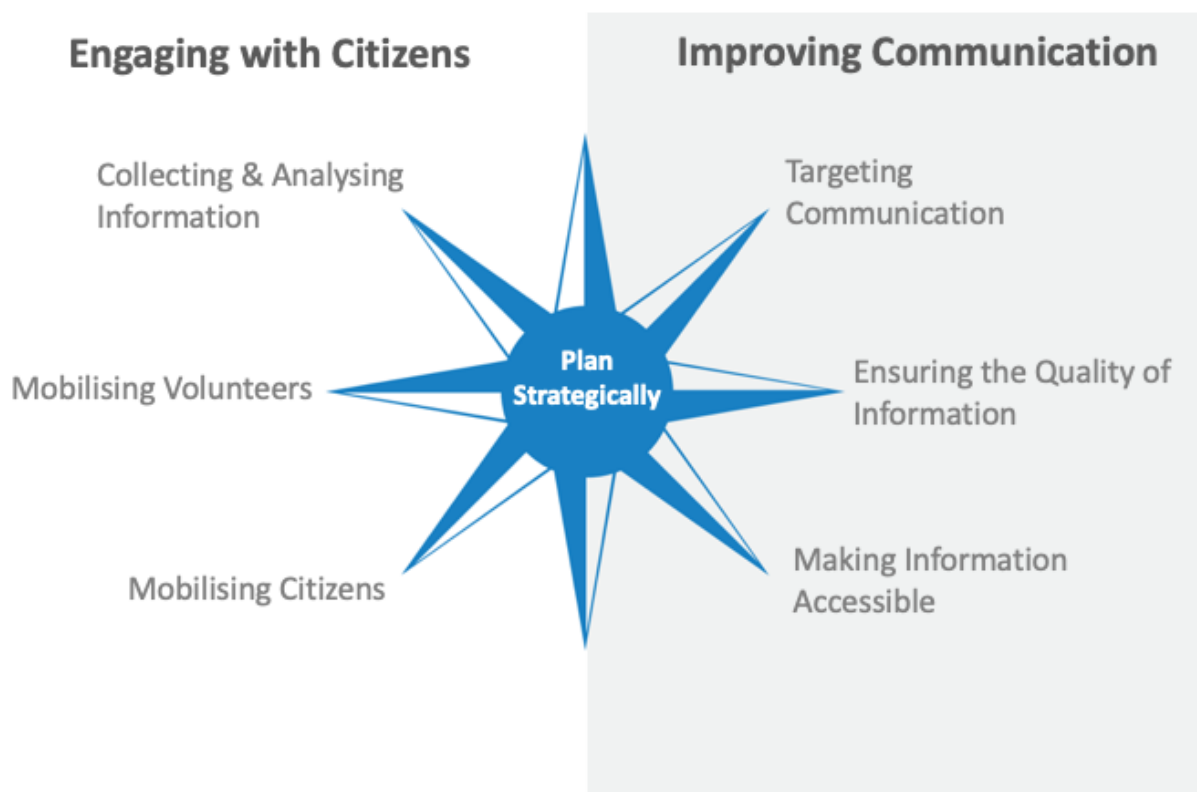 Engaging with Citizens
Improving Communication
Collecting & Analysing
Information
Targeting
Communication
Plan
Strategically
Mobilising Volunteers
Ensuring the Quality of
Information
Mobilising Citizens
Making Information
Accessible